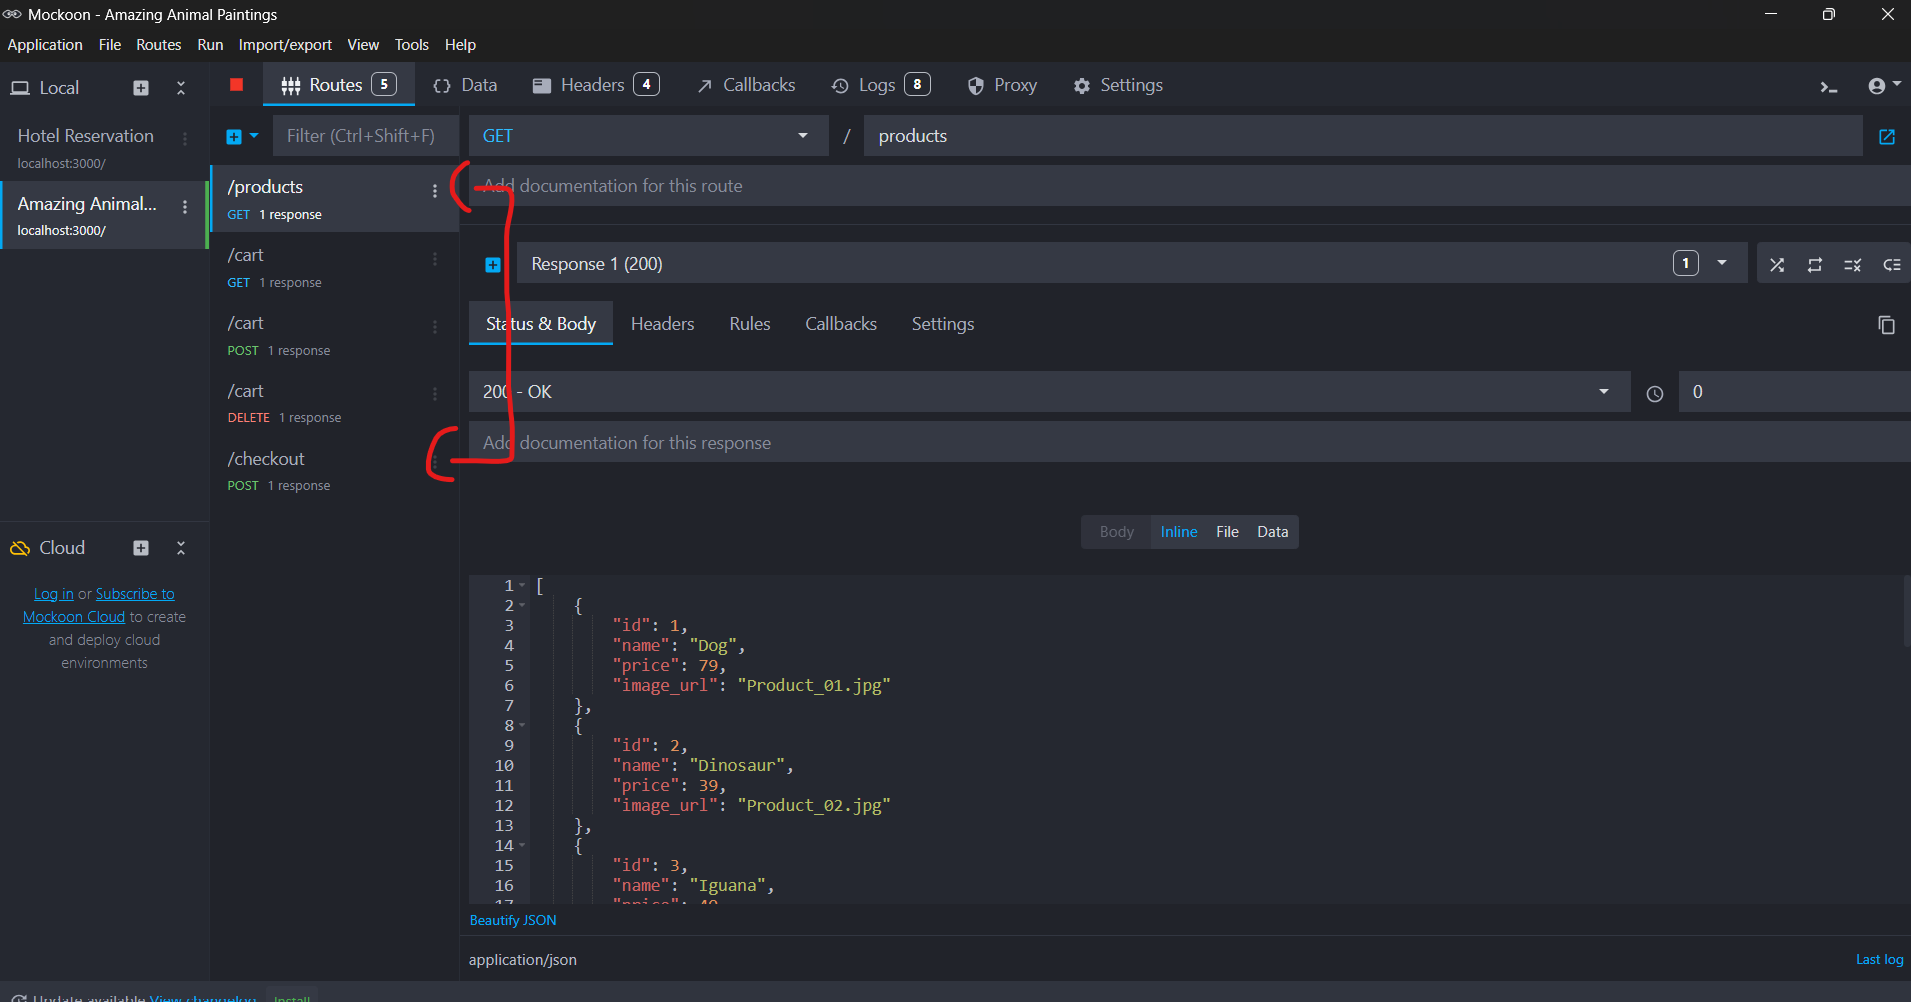 Mockoon - Amazing Animal Paintings
Application File Routes Run Import/export View Tools Help
Local
Routes 5 Data Headers 4 Callbacks Logs 8 Proxy Settings
Hotel Reservation
localhost:3000/
Amazing Animal...
localhost:3000/
Cloud
Log in or Subscribe to
Mockoon Cloud to create
and deploy cloud
environments
Filter (Ctrl+Shift+F)
/products
GET 1 response
/cart
GET 1 response
/cart
POST 1 response
/cart
DELETE 1 response
/checkout
POST 1 response
GET / products
Add documentation for this route
Response 1 (200) 1
Status & Body Headers Rules Callbacks Settings
200 - OK 0
Add documentation for this response
Body Inline File Data
1 [
2 {
3 "id": 1,
4 "name": "Dog",
5 "price": 79,
6 "image_url": "Product_01.jpg"
7 },
8 {
9 "id": 2,
10 "name": "Dinosaur",
11 "price": 39,
12 "image_url": "Product_02.jpg"
13 },
14 {
15 "id": 3,
16 "name": "Iguana",
17 "price": 49
Beautify JSON
application/json Last log
Update available View changelog Install